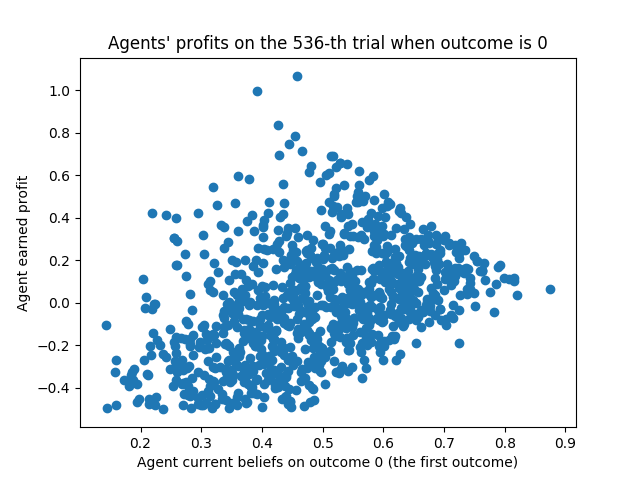 Agents' profits on the 536-th trial when outcome is 0
1.0
0.8
0.6
0.4
0.2
0.0
−0.2
−0.4
Agent earned profit
0.2 0.3 0.4 0.5 0.6 0.7 0.8 0.9
Agent current beliefs on outcome 0 (the first outcome)